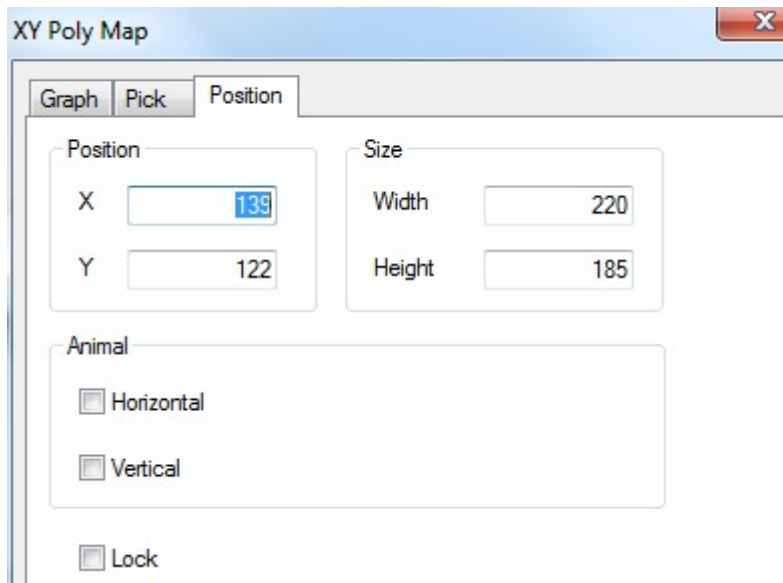 XY Poly Map
Graph Pick Position
Position Size
X 139 Width 220
Y 122 Height 185
Animal
Horizontal
Vertical
Lock